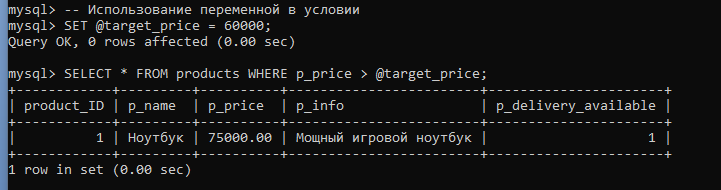 mysql> -- Использование переменной в условии
mysql> SET @target_price = 60000;
Query OK, 0 rows affected (0.00 sec)
mysql> SELECT * FROM products WHERE p_price > @target_price;
+------------+---------+----------+-------------------------+----------------------+
| product_ID | p_name | p_price | p_info | p_delivery_available |
+------------+---------+----------+-------------------------+----------------------+
| 1 | Ноутбук | 75000.00 | Мощный игровой ноутбук | 1 |
+------------+---------+----------+-------------------------+----------------------+
1 row in set (0.00 sec)